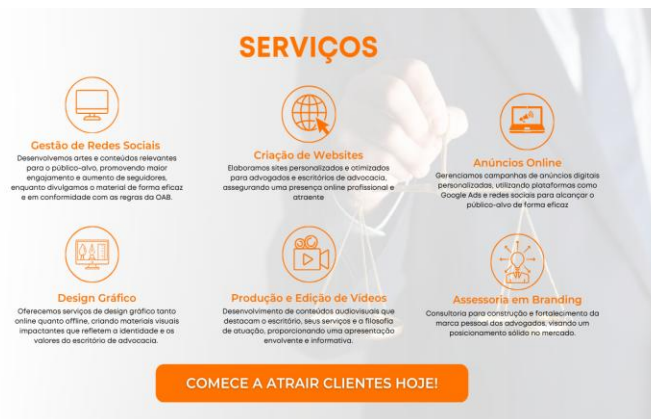 SERVIÇOS
Gestão de Redes Sociais
Desenvolvemos artes e conteúdos relevantes
para o público-alvo, promovendo maior
engajamento e aumento de seguidores,
enquanto divulgamos o material de forma eficaz
e em conformidade com as regras da OAB.
Criação de Websites
Elaboramos sites personalizados e otimizados
para advogados e escritórios de advocacia,
assegurando uma presença online profissional e
atraente
Anúncios Online
Gerenciamos campanhas de anúncios digitais
personalizadas, utilizando plataformas como
Google Ads e redes sociais para alcançar o
público-alvo de forma eficaz
Design Gráfico
Oferecemos serviços de design gráfico tanto
online quanto offline, criando materiais visuais
impactantes que refletem a identidade e os
valores do escritório de advocacia.
Produção e Edição de Vídeos
Desenvolvimento de conteúdos audiovisuais que
destacam o escritório, seus serviços e a filosofia
de atuação, proporcionando uma apresentação
envolvente e informativa.
Assessoria em Branding
Consultoria para construção e fortalecimento da
marca pessoal dos advogados, visando um
posicionamento sólido no mercado.
COMECE A ATRAIR CLIENTES HOJE!